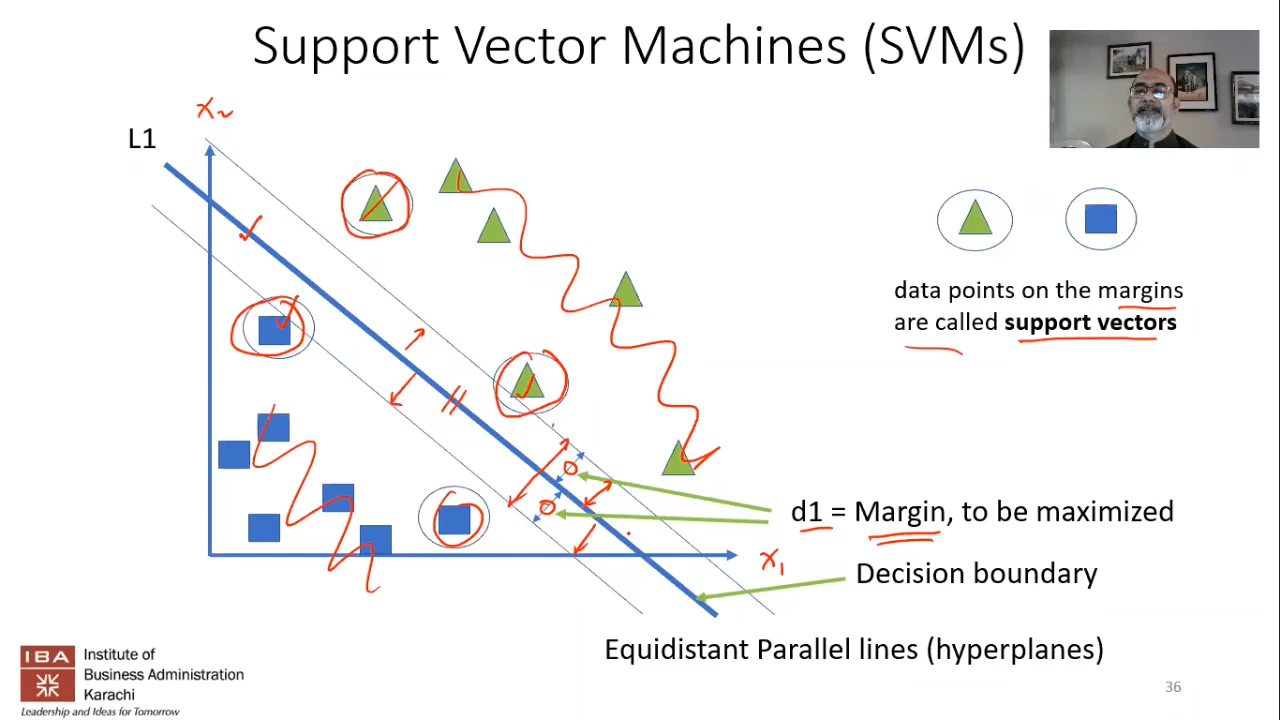 Support Vector Machines (SVMs)
x₂
L1
data points on the margins
are called support vectors
d1 = Margin, to be maximized
x₁
Decision boundary
Equidistant Parallel lines (hyperplanes)
IBA
Institute of
Business Administration
Karachi
Leadership and Ideas for Tomorrow
36